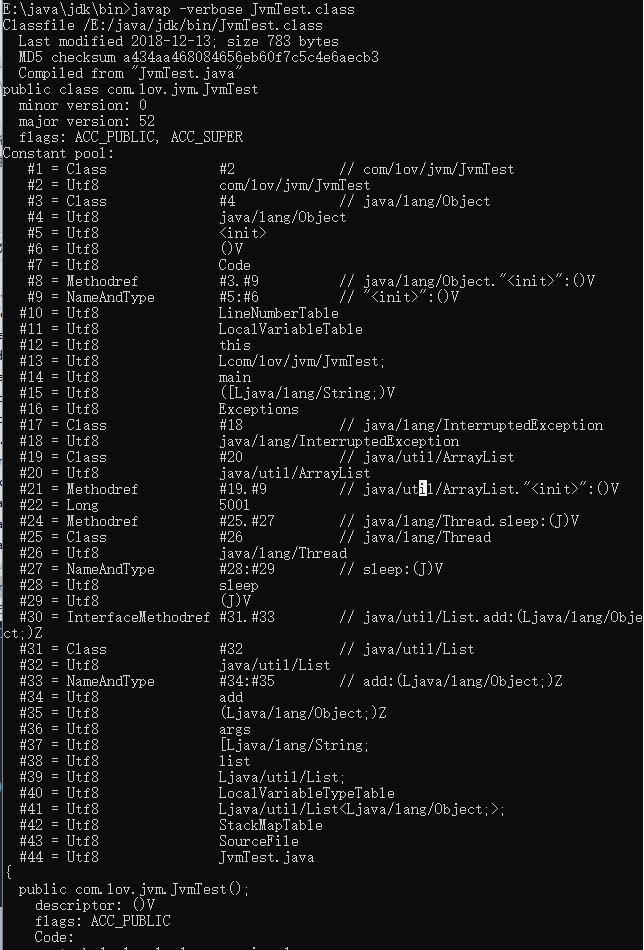 E:\java\jdk\bin>javap -verbose JvmTest.class
Classfile /E:/java/jdk/bin/JvmTest.class
  Last modified 2018-12-13; size 783 bytes
  MD5 checksum a434aa468084656eb60f7c5c4e6aecb3
  Compiled from "JvmTest.java"
public class com.lov.jvm.JvmTest
  minor version: 0
  major version: 52
  flags: ACC_PUBLIC, ACC_SUPER
Constant pool:
   #1 = Class              #2             // com/lov/jvm/JvmTest
   #2 = Utf8               com/lov/jvm/JvmTest
   #3 = Class              #4             // java/lang/Object
   #4 = Utf8               java/lang/Object
   #5 = Utf8               <init>
   #6 = Utf8               ()V
   #7 = Utf8               Code
   #8 = Methodref          #3.#9          // java/lang/Object."<init>":()V
   #9 = NameAndType        #5:#6          // "<init>":()V
  #10 = Utf8               LineNumberTable
  #11 = Utf8               LocalVariableTable
  #12 = Utf8               this
  #13 = Utf8               Lcom/lov/jvm/JvmTest;
  #14 = Utf8               main
  #15 = Utf8               ([Ljava/lang/String;)V
  #16 = Utf8               Exceptions
  #17 = Class              #18            // java/lang/InterruptedException
  #18 = Utf8               java/lang/InterruptedException
  #19 = Class              #20            // java/util/ArrayList
  #20 = Utf8               java/util/ArrayList
  #21 = Methodref          #19.#9         // java/util/ArrayList."<init>":()V
  #22 = Long               5001
  #24 = Methodref          #25.#27        // java/lang/Thread.sleep:(J)V
  #25 = Class              #26            // java/lang/Thread
  #26 = Utf8               java/lang/Thread
  #27 = NameAndType        #28:#29        // sleep:(J)V
  #28 = Utf8               sleep
  #29 = Utf8               (J)V
  #30 = InterfaceMethodref #31.#33        // java/util/List.add:(Ljava/lang/Obje
ct;)Z
  #31 = Class              #32            // java/util/List
  #32 = Utf8               java/util/List
  #33 = NameAndType        #34:#35        // add:(Ljava/lang/Object;)Z
  #34 = Utf8               add
  #35 = Utf8               (Ljava/lang/Object;)Z
  #36 = Utf8               args
  #37 = Utf8               [Ljava/lang/String;
  #38 = Utf8               list
  #39 = Utf8               Ljava/util/List;
  #40 = Utf8               LocalVariableTypeTable
  #41 = Utf8               Ljava/util/List<Ljava/lang/Object;>;
  #42 = Utf8               StackMapTable
  #43 = Utf8               SourceFile
  #44 = Utf8               JvmTest.java
{
  public com.lov.jvm.JvmTest();
    descriptor: ()V
    flags: ACC_PUBLIC
    Code: